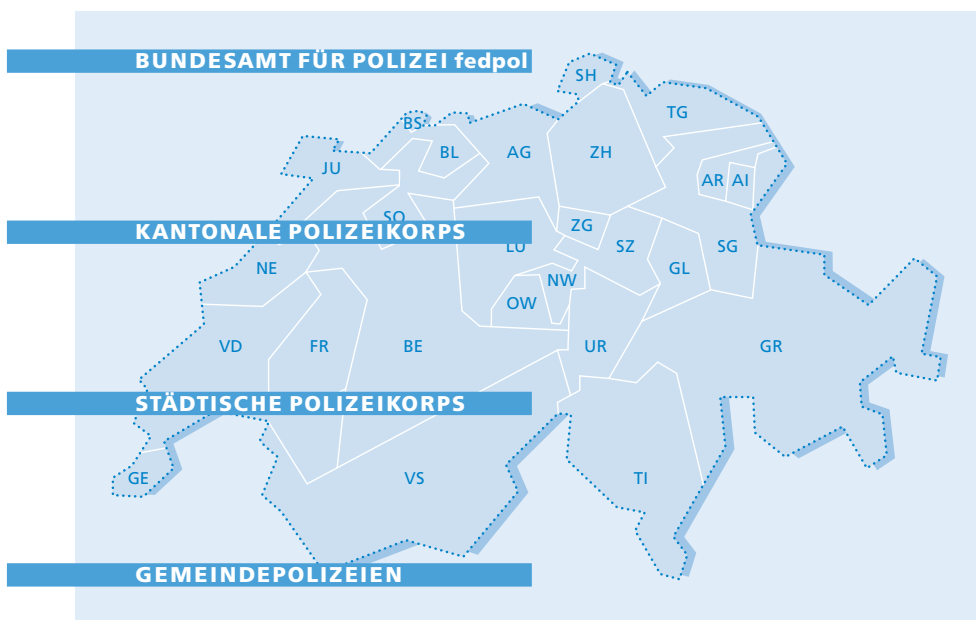 BUNDESAMT FÜR POLIZEI fedpol
SH
TG
BS
BL
AG
ZH
JU
AR AI
SO
KANTONALE POLIZEIKORPS
ZG
LU
SZ
SG
NE
GL
NW
OW
VD
FR
BE
UR
GR
STÄDTISCHE POLIZEIKORPS
GE
VS
TI
GEMEINDEPOLIZEIEN